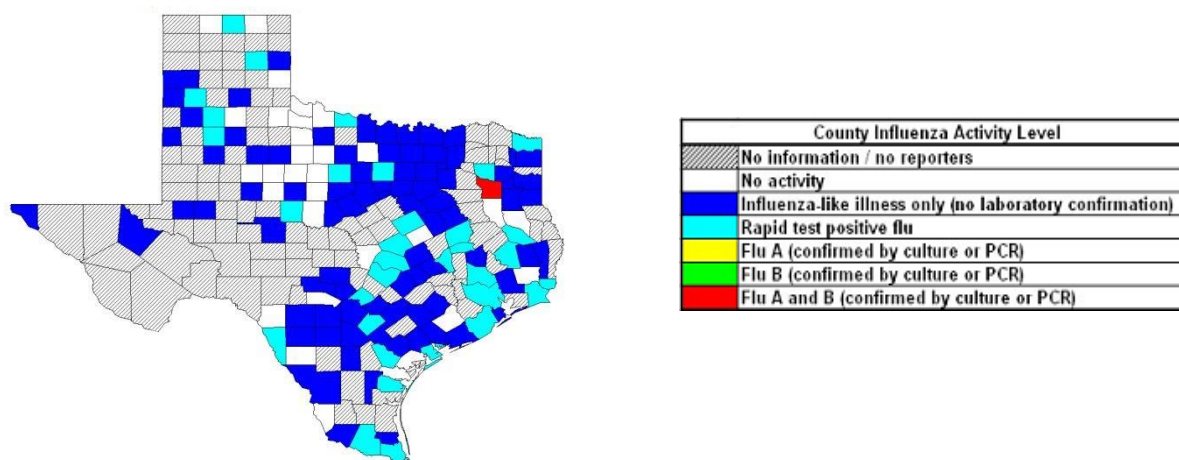 County Influenza Activity Level
No information / no reporters
No activity
Influenza-like illness only (no laboratory confirmation)
Rapid test positive flu
Flu A (confirmed by culture or PCR)
Flu B (confirmed by culture or PCR)
Flu A and B (confirmed by culture or PCR)